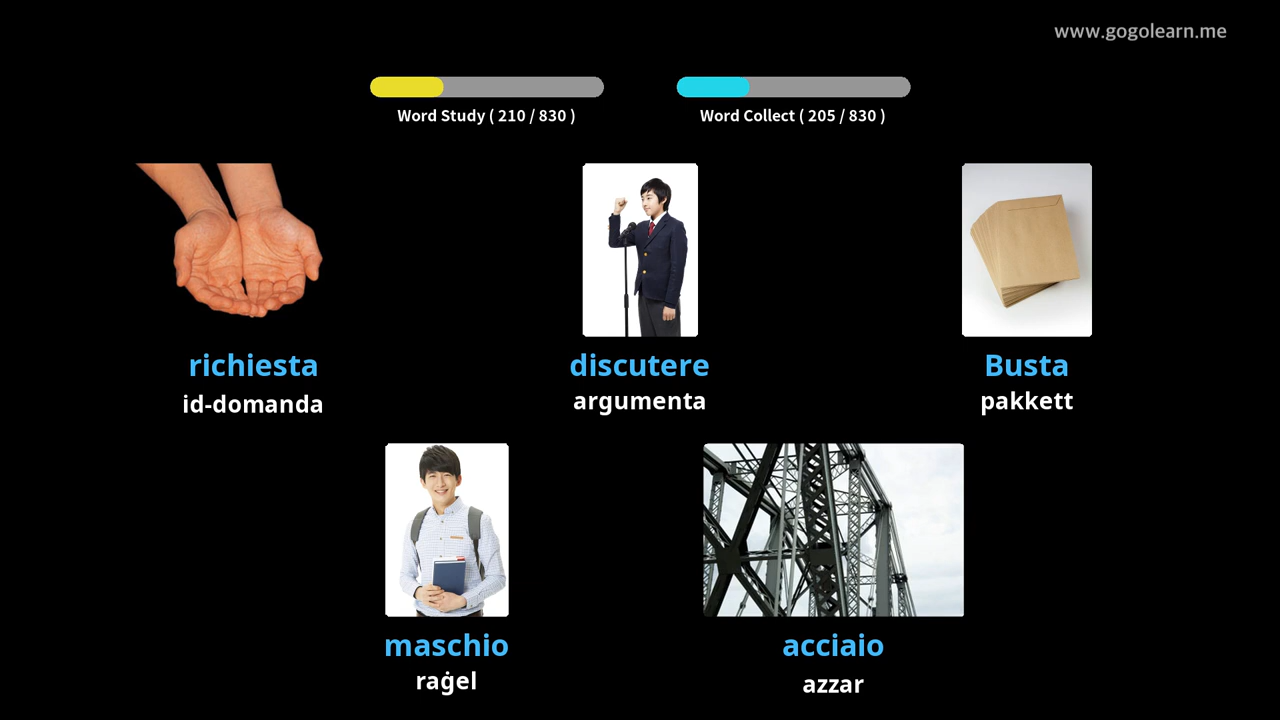 www.gogolearn.me
Word Study ( 210 / 830 )
Word Collect ( 205 / 830 )
richiesta
id-domanda
discutere
argumenta
Busta
pakkett
maschio
raġel
acciaio
azzar